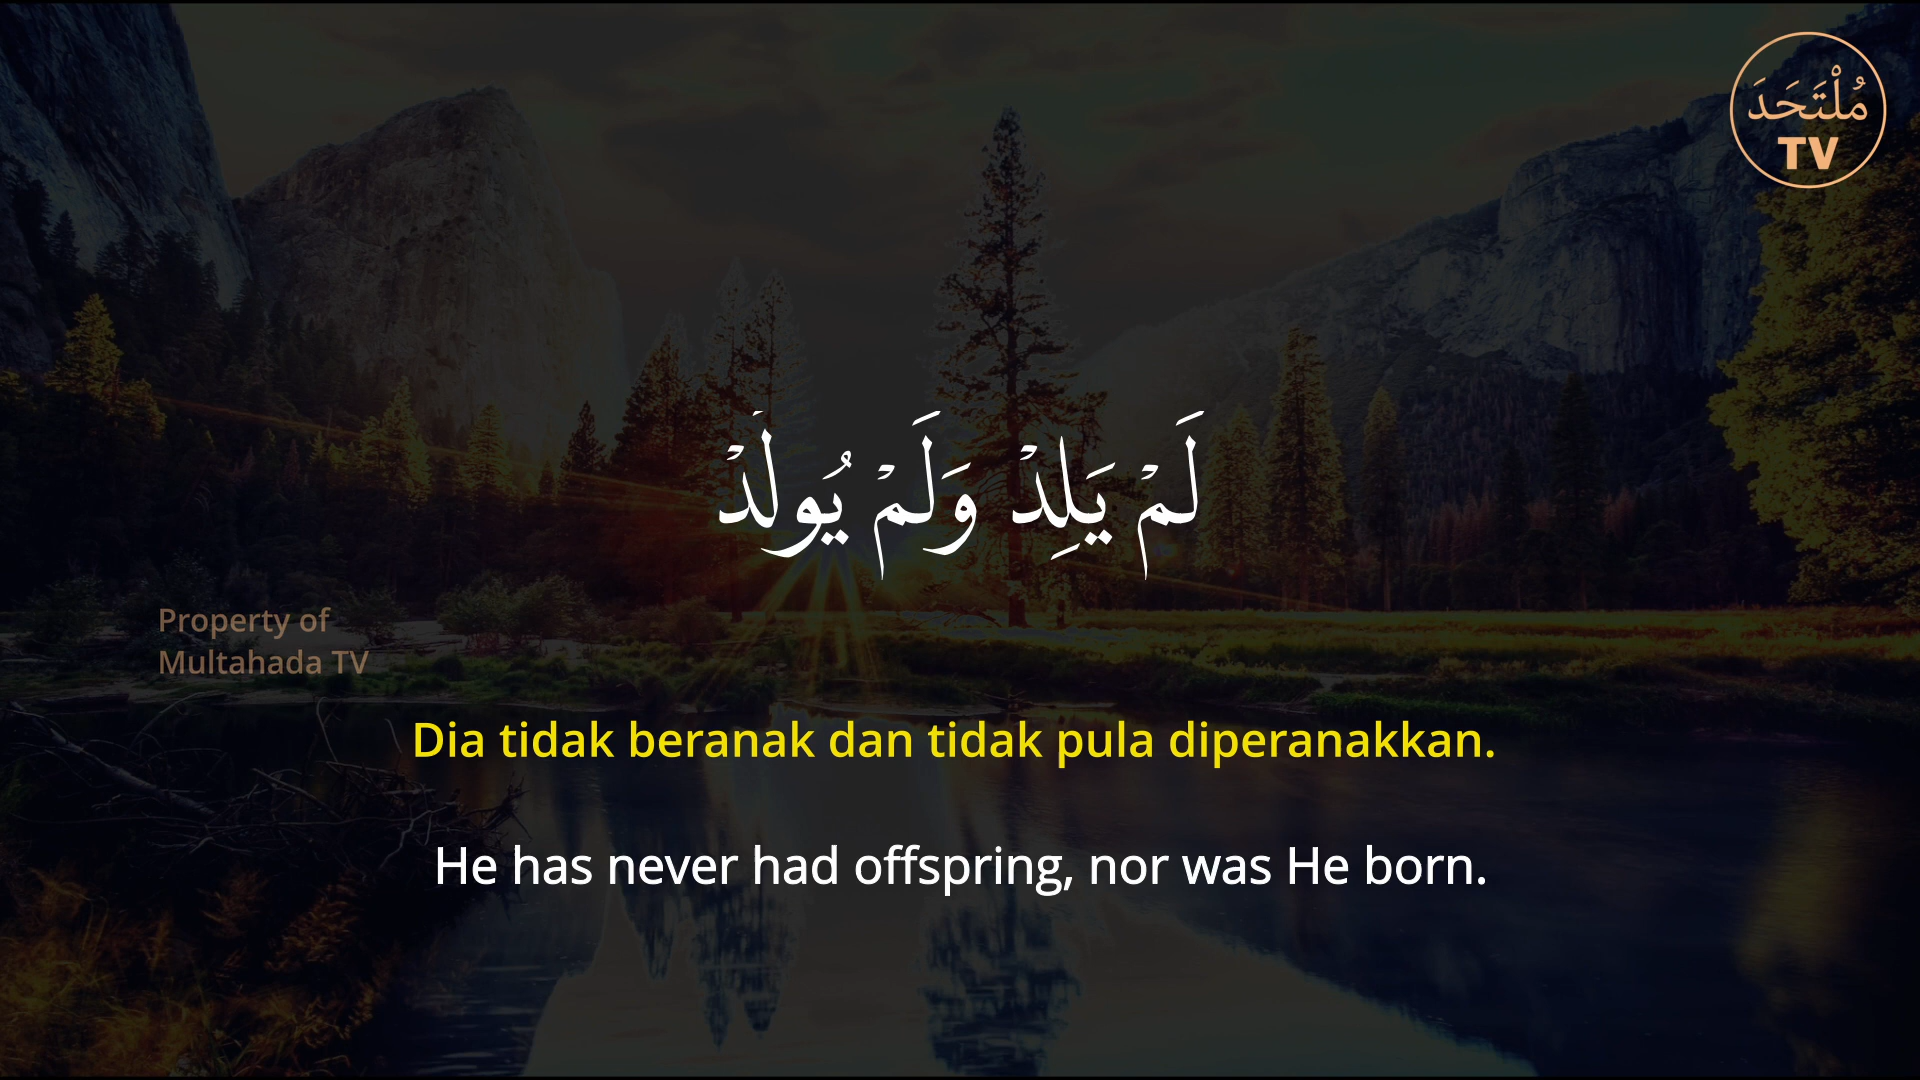 مُلْتَحَدَ
TV
لَمْ يَلِدْ وَلَمْ يُولَدْ
Property of
Multahada TV
Dia tidak beranak dan tidak pula diperanakkan.
He has never had offspring, nor was He born.